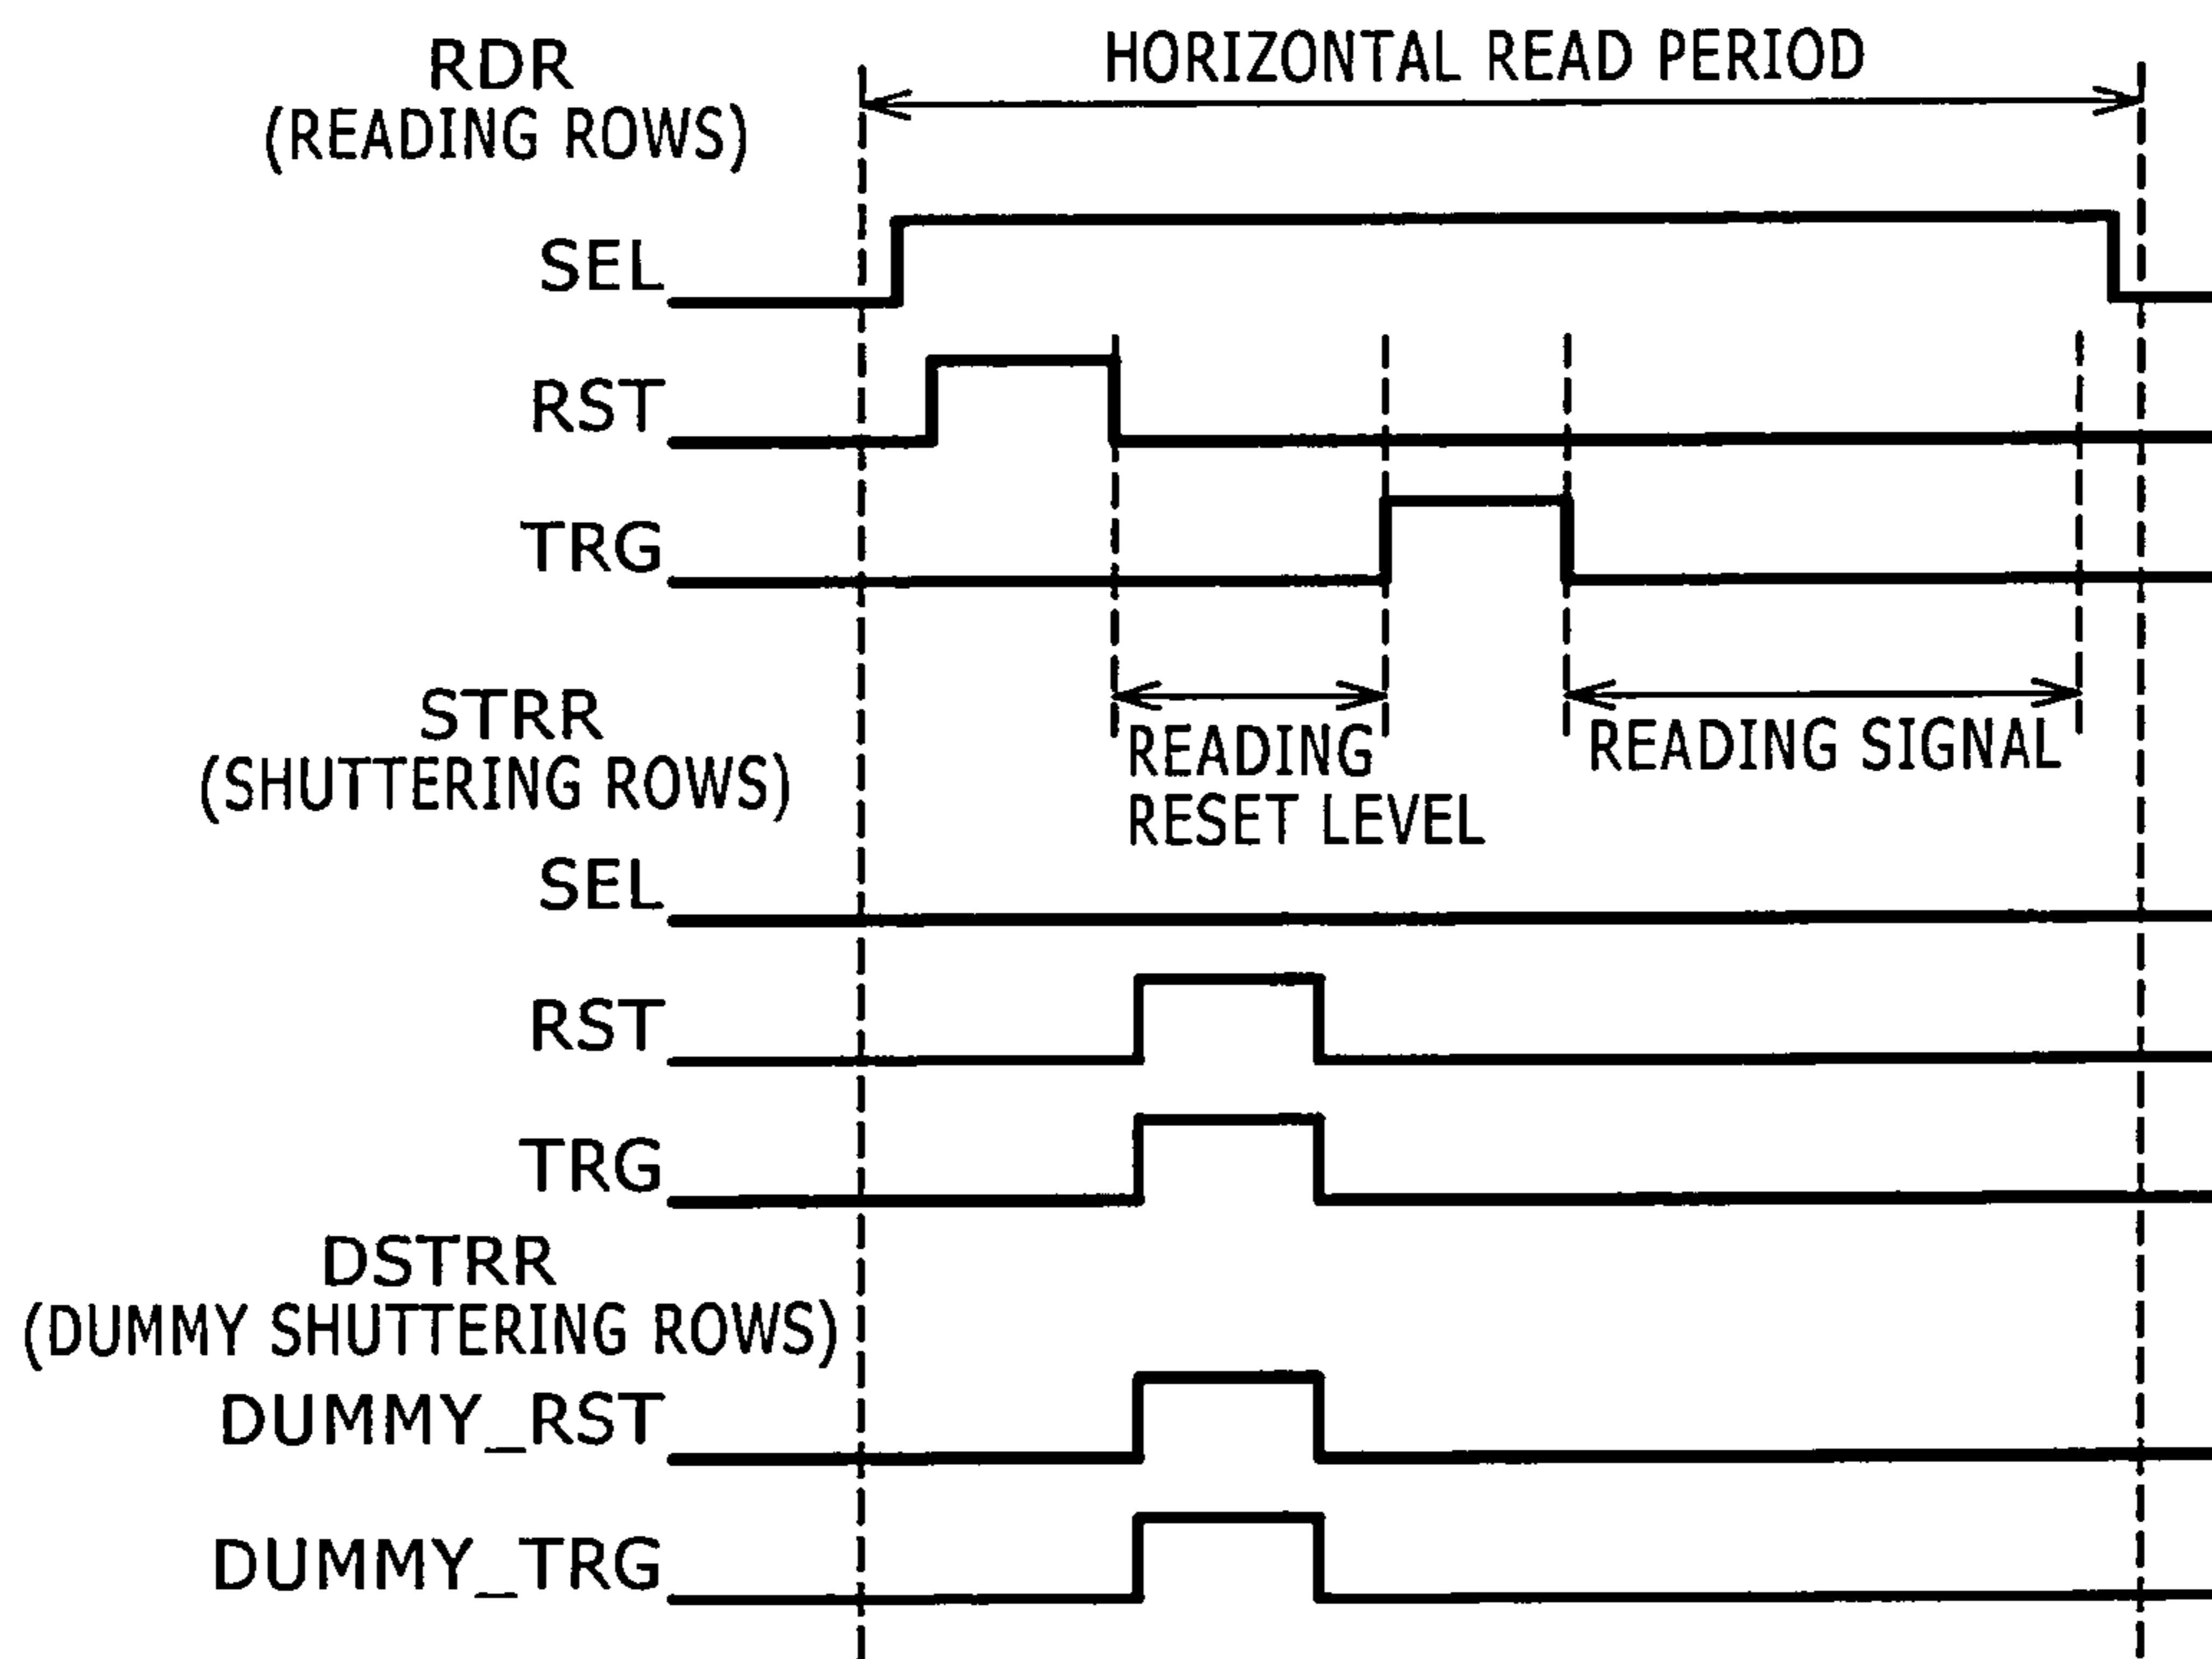 RDR
(READING ROWS)
HORIZONTAL READ PERIOD
SEL
RST
TRG
READING
RESET LEVEL
READING SIGNAL
STRR
(SHUTTERING ROWS)
SEL
RST
TRG
DSTRR
(DUMMY SHUTTERING ROWS)
DUMMY_RST
DUMMY_TRG